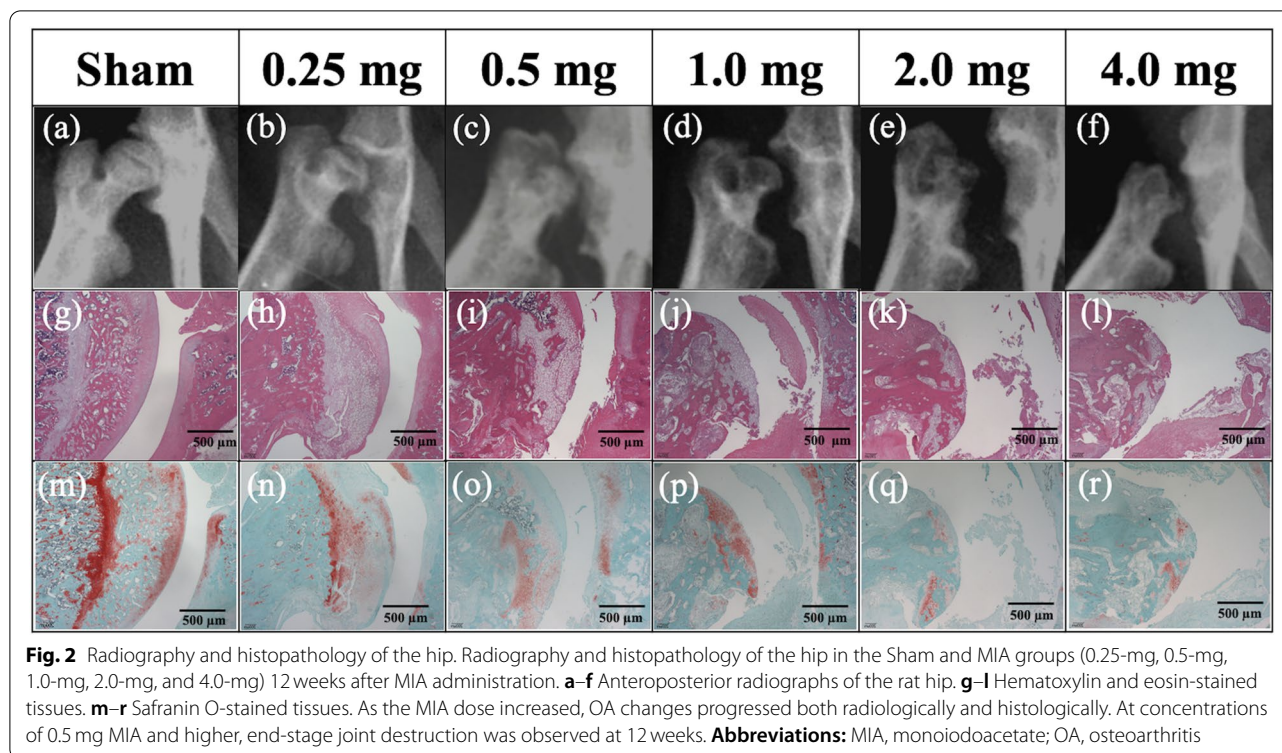 Sham 0.25 mg 0.5 mg 1.0 mg 2.0 mg 4.0 mg
(a) (b) (c) (d) (e) (f)
(g) (h) (i) (j) (k) (l)
500 µm 500 µm 500 µm 500 µm 500 µm 500 µm
(m) (n) (o) (p) (q) (r)
500 µm 500 µm 500 µm 500 µm 500 µm 500 µm
Fig. 2 Radiography and histopathology of the hip. Radiography and histopathology of the hip in the Sham and MIA groups (0.25-mg, 0.5-mg,
1.0-mg, 2.0-mg, and 4.0-mg) 12 weeks after MIA administration. a–f Anteroposterior radiographs of the rat hip. g–l Hematoxylin and eosin-stained
tissues. m–r Safranin O-stained tissues. As the MIA dose increased, OA changes progressed both radiologically and histologically. At concentrations
of 0.5 mg MIA and higher, end-stage joint destruction was observed at 12 weeks. Abbreviations: MIA, monoiodoacetate; OA, osteoarthritis